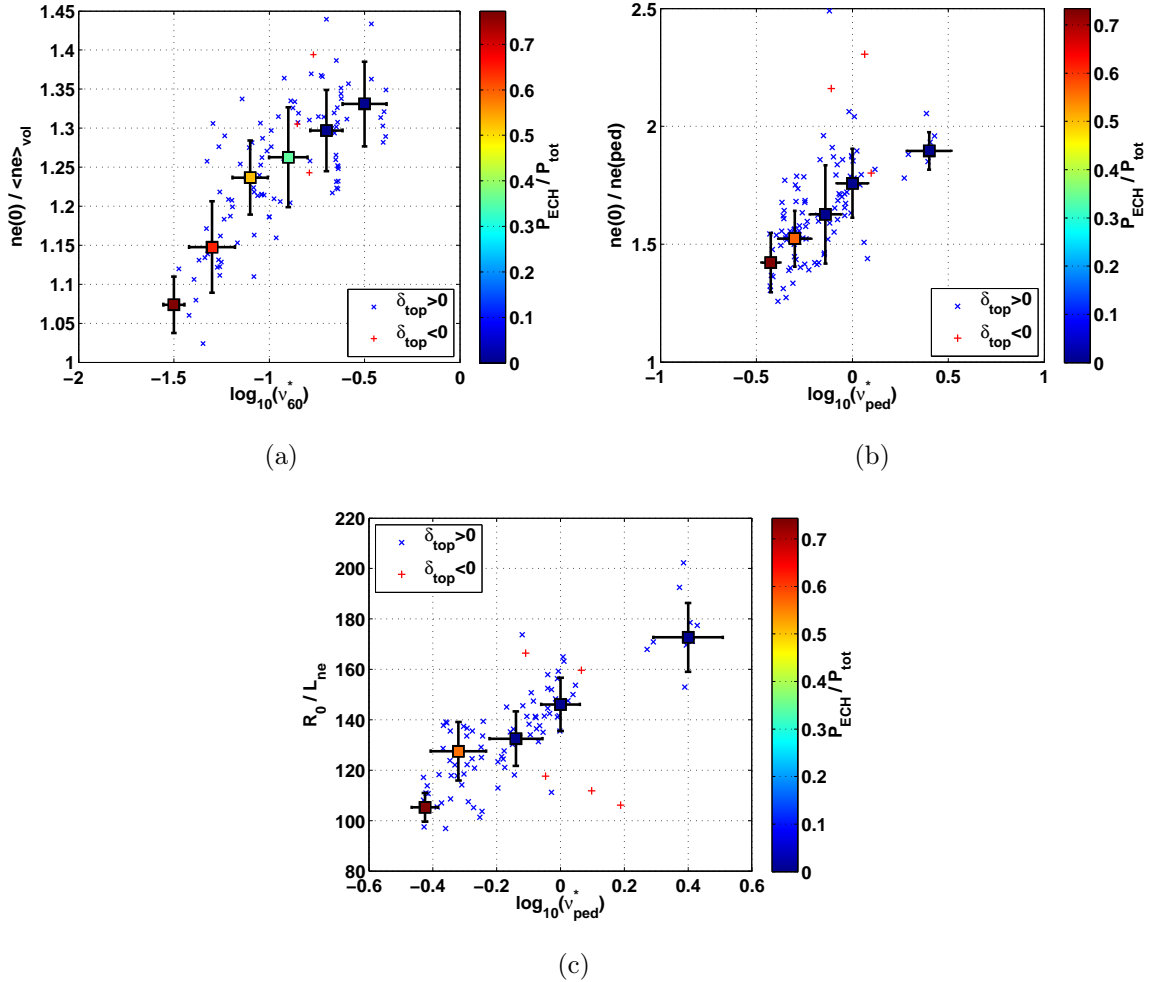 1.45
1.4
1.35
1.3
1.25
1.2
1.15
1.1
1.05
1
ne(0) / <ne>vol
−2 −1.5 −1 −0.5 0
log10(ν*60)
δtop>0
δtop<0
0.7
0.6
0.5
0.4
0.3
0.2
0.1
0
PECH / Ptot
(a)
2.5
2
1.5
1
ne(0) / ne(ped)
−1 −0.5 0 0.5 1
log10(ν*ped)
δtop>0
δtop<0
0.7
0.6
0.5
0.4
0.3
0.2
0.1
0
PECH / Ptot
(b)
220
200
180
160
140
120
100
80
R0 / Lne
−0.6 −0.4 −0.2 0 0.2 0.4 0.6
log10(ν*ped)
δtop>0
δtop<0
0.7
0.6
0.5
0.4
0.3
0.2
0.1
0
PECH / Ptot
(c)